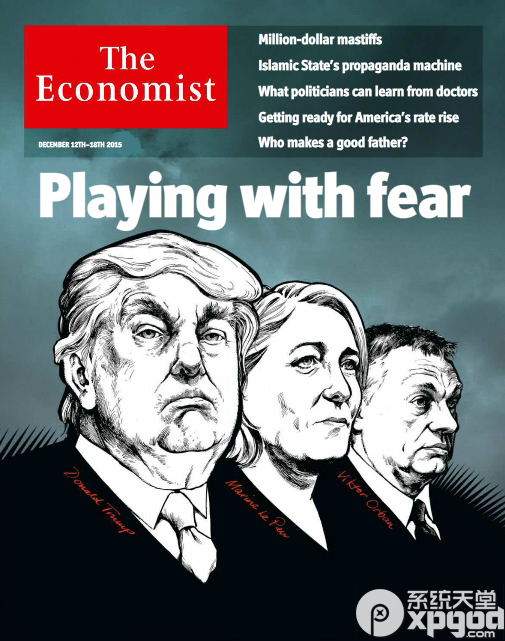 The
Economist
DECEMBER 12TH–18TH 2015
Million-dollar mastiffs
Islamic State's propaganda machine
What politicians can learn from doctors
Getting ready for America's rate rise
Who makes a good father?
Playing with fear
Donald Trump
Marine Le Pen
Viktor Orban
系统天堂
xpgod.com